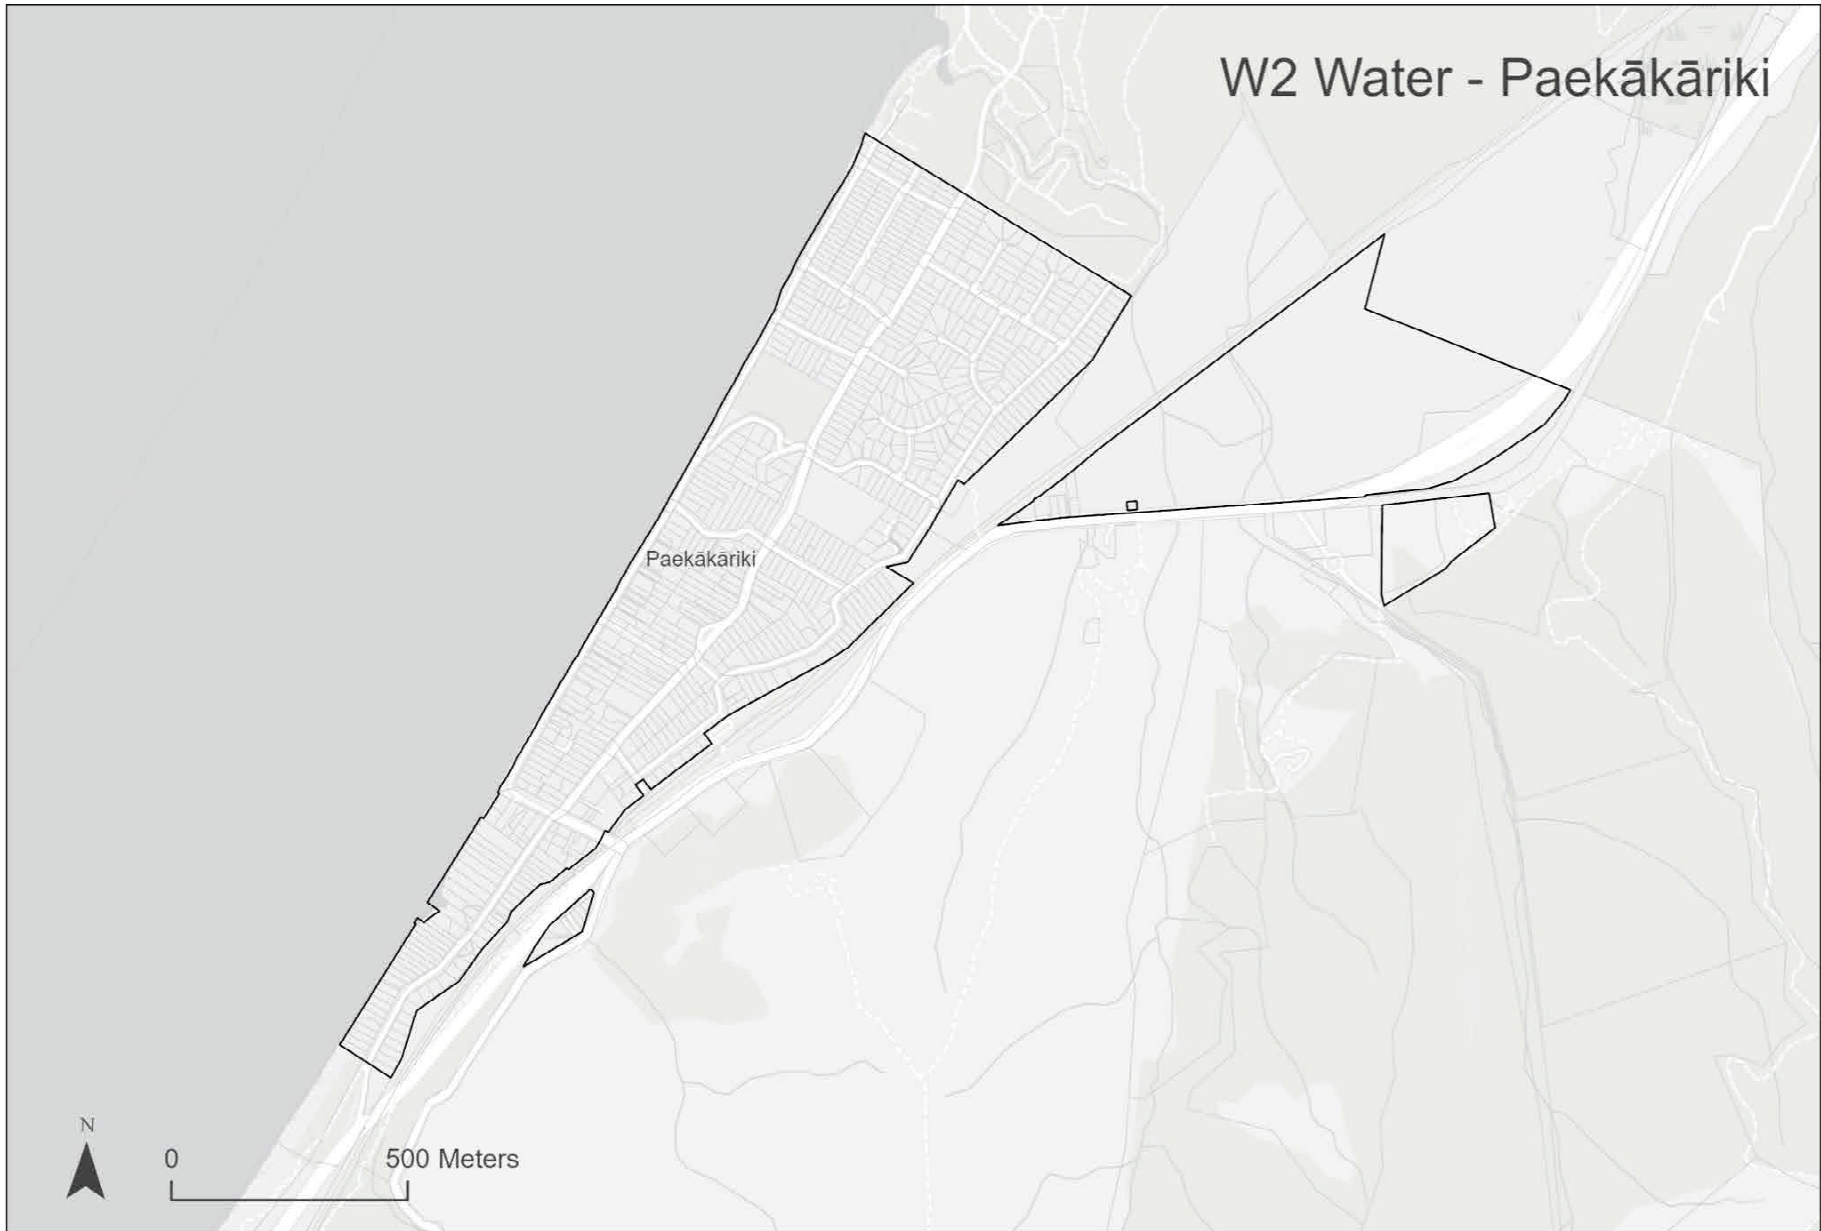 W2 Water - Paekākāriki
Paekākāriki
N
0
500 Meters